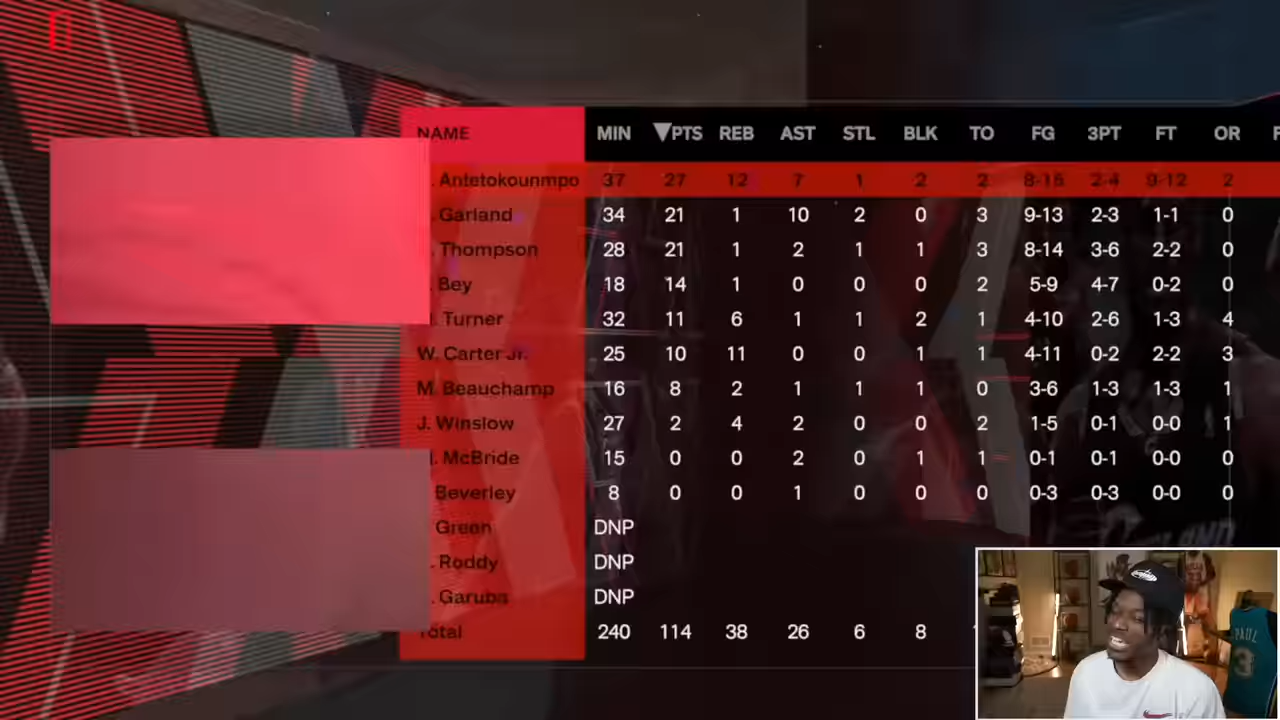 NAME MIN ▼PTS REB AST STL BLK TO FG 3PT FT OR
. Antetokounmpo 37 27 12 7 1 2 2 8-15 2-4 9-12 2
. Garland 34 21 1 10 2 0 3 9-13 2-3 1-1 0
. Thompson 28 21 1 2 1 1 3 8-14 3-6 2-2 0
. Bey 18 14 1 0 0 0 2 5-9 4-7 0-2 0
. Turner 32 11 6 1 1 2 1 4-10 2-6 1-3 4
W. Carter Jr. 25 10 11 0 0 1 1 4-11 0-2 2-2 3
M. Beauchamp 16 8 2 1 1 1 0 3-6 1-3 1-3 1
J. Winslow 27 2 4 2 0 0 2 1-5 0-1 0-0 1
. McBride 15 0 0 2 0 1 1 0-1 0-1 0-0 0
Beverley 8 0 0 1 0 0 0 0-3 0-3 0-0 0
Green DNP
. Roddy DNP
. Garuba DNP
Total 240 114 38 26 6 8
PAUL
3